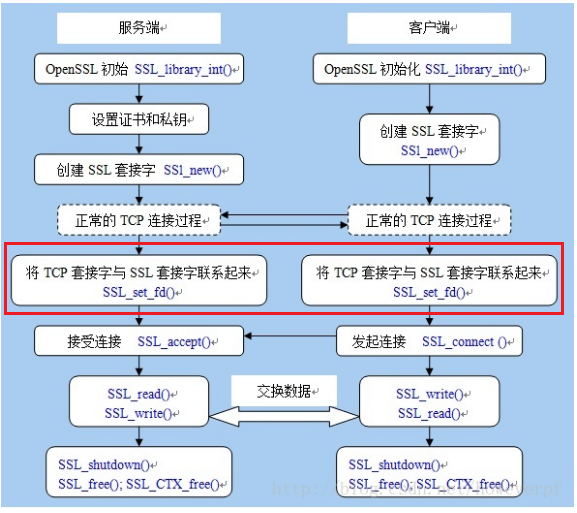 服务端
客户端
OpenSSL 初始 SSL_library_int()
OpenSSL 初始化 SSL_library_int()
设置证书和私钥
创建 SSL 套接字
SSl_new()
创建 SSL 套接字 SSl_new()
正常的 TCP 连接过程
正常的 TCP 连接过程
将 TCP 套接字与 SSL 套接字联系起来
SSL_set_fd()
将 TCP 套接字与 SSL 套接字联系起来
SSL_set_fd()
接受连接 SSL_accept()
发起连接 SSL_connect ()
SSL_read()
SSL_write()
交换数据
SSL_write()
SSL_read()
SSL_shutdown()
SSL_free(); SSL_CTX_free()
SSL_shutdown()
SSL_free(); SSL_CTX_free()